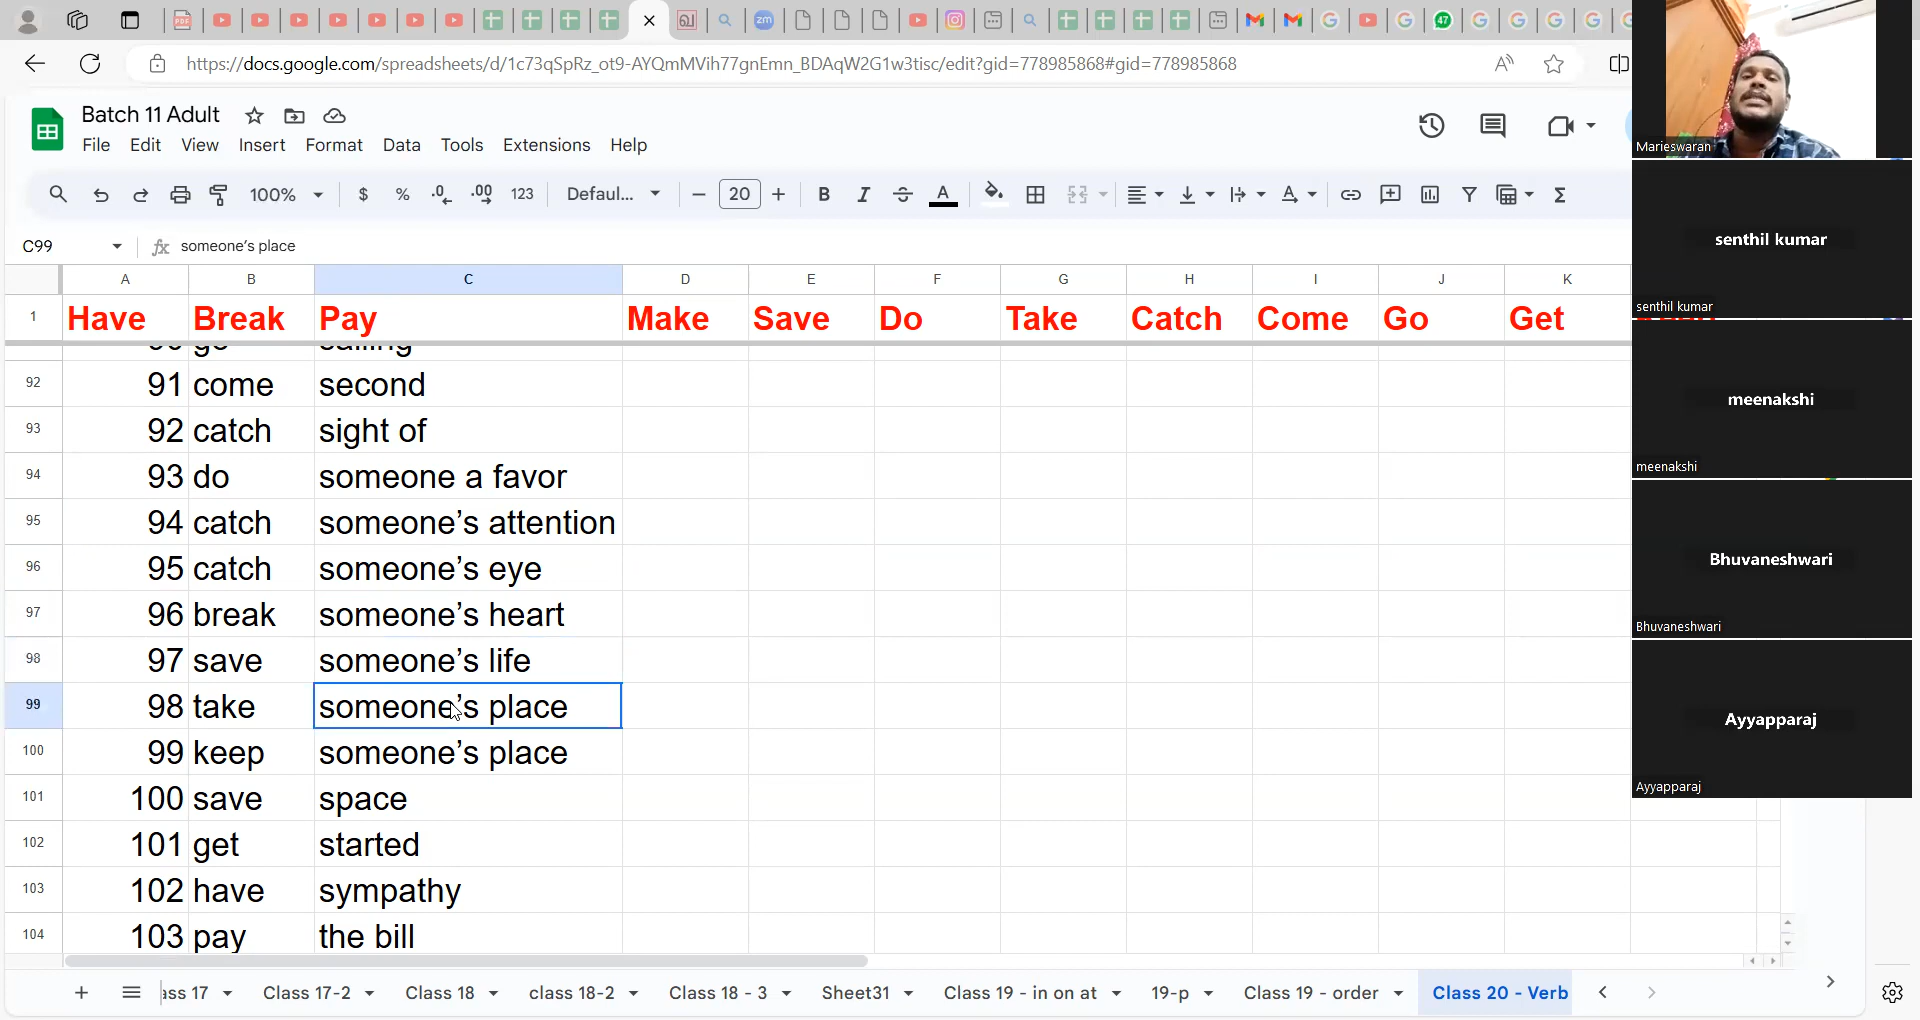 https://docs.google.com/spreadsheets/d/1c73qSpRz_ot9-AYQmMVih77gnEmn_BDAqW2G1w3tisc/edit?gid=778985868#gid=778985868
Batch 11 Adult
File Edit View Insert Format Data Tools Extensions Help
100% $ % .0 .00 123 Defaul... 20 B I S A
C99 fx someone’s place
A B C D E F G H I J K
1 Have Break Pay Make Save Do Take Catch Come Go Get
92 91 come second
93 92 catch sight of
94 93 do someone a favor
95 94 catch someone’s attention
96 95 catch someone’s eye
97 96 break someone’s heart
98 97 save someone’s life
99 98 take someone’s place
100 99 keep someone’s place
101 100 save space
102 101 get started
103 102 have sympathy
104 103 pay the bill
ass 17 Class 17-2 Class 18 class 18-2 Class 18 - 3 Sheet31 Class 19 - in on at 19-p Class 19 - order Class 20 - Verb
Marieswaran
senthil kumar
senthil kumar
meenakshi
meenakshi
Bhuvaneshwari
Bhuvaneshwari
Ayyapparaj
Ayyapparaj